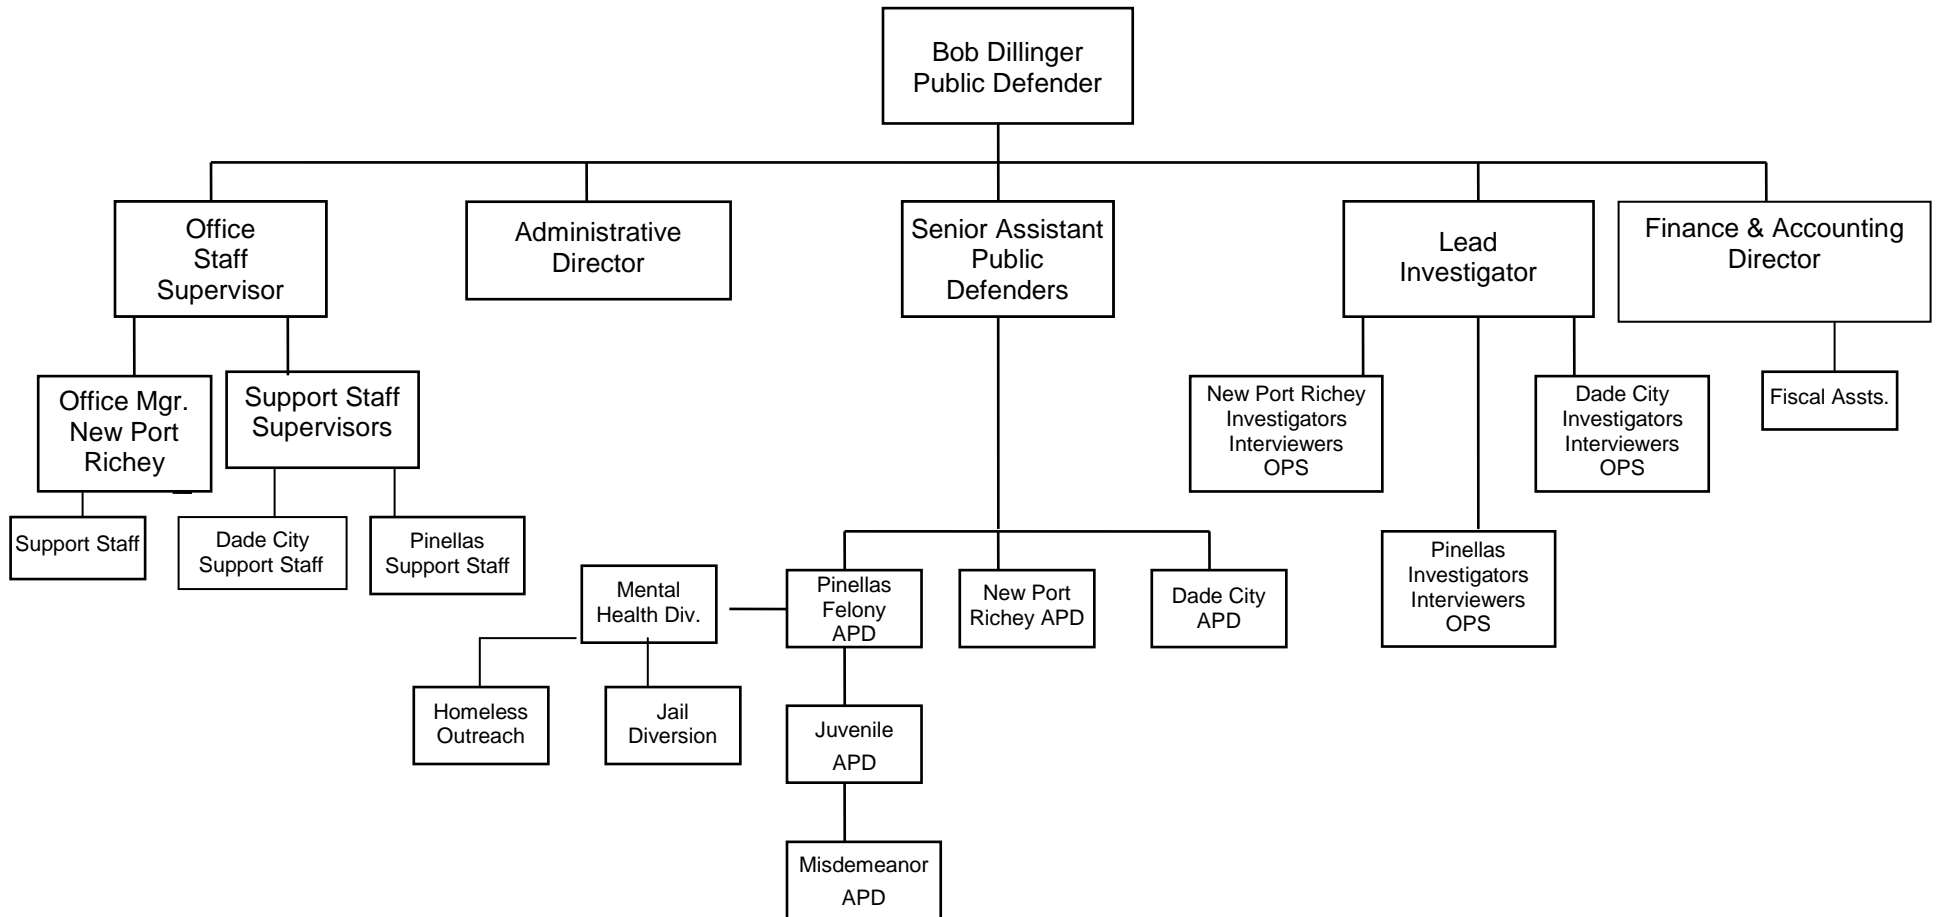 Bob Dillinger
Public Defender
Office
Staff
Supervisor
Administrative
Director
Senior Assistant
Public
Defenders
Lead
Investigator
Finance & Accounting
Director
Office Mgr.
New Port
Richey
Support Staff
Supervisors
New Port Richey
Investigators
Interviewers
OPS
Dade City
Investigators
Interviewers
OPS
Fiscal Assts.
Support Staff
Dade City
Support Staff
Pinellas
Support Staff
Pinellas
Investigators
Interviewers
OPS
Mental
Health Div.
Pinellas
Felony
APD
New Port
Richey APD
Dade City
APD
Homeless
Outreach
Jail
Diversion
Juvenile
APD
Misdemeanor
APD